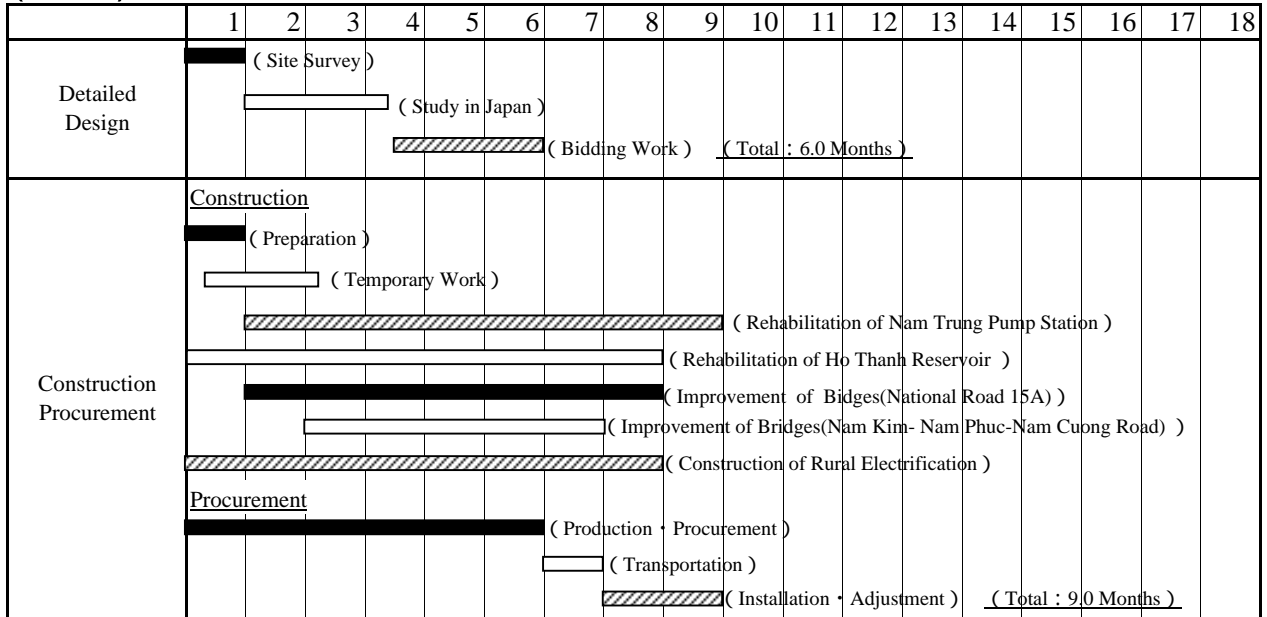 1 2 3 4 5 6 7 8 9 10 11 12 13 14 15 16 17 18
Detailed
Design
( Site Survey )
( Study in Japan )
( Bidding Work ) ( Total : 6.0 Months )
Construction
Procurement
Construction
( Preparation )
( Temporary Work )
( Rehabilitation of Nam Trung Pump Station )
( Rehabilitation of Ho Thanh Reservoir )
( Improvement of Bidges(National Road 15A) )
( Improvement of Bridges(Nam Kim- Nam Phuc-Nam Cuong Road) )
( Construction of Rural Electrification )
Procurement
( Production・Procurement )
( Transportation )
( Installation・Adjustment ) ( Total : 9.0 Months )